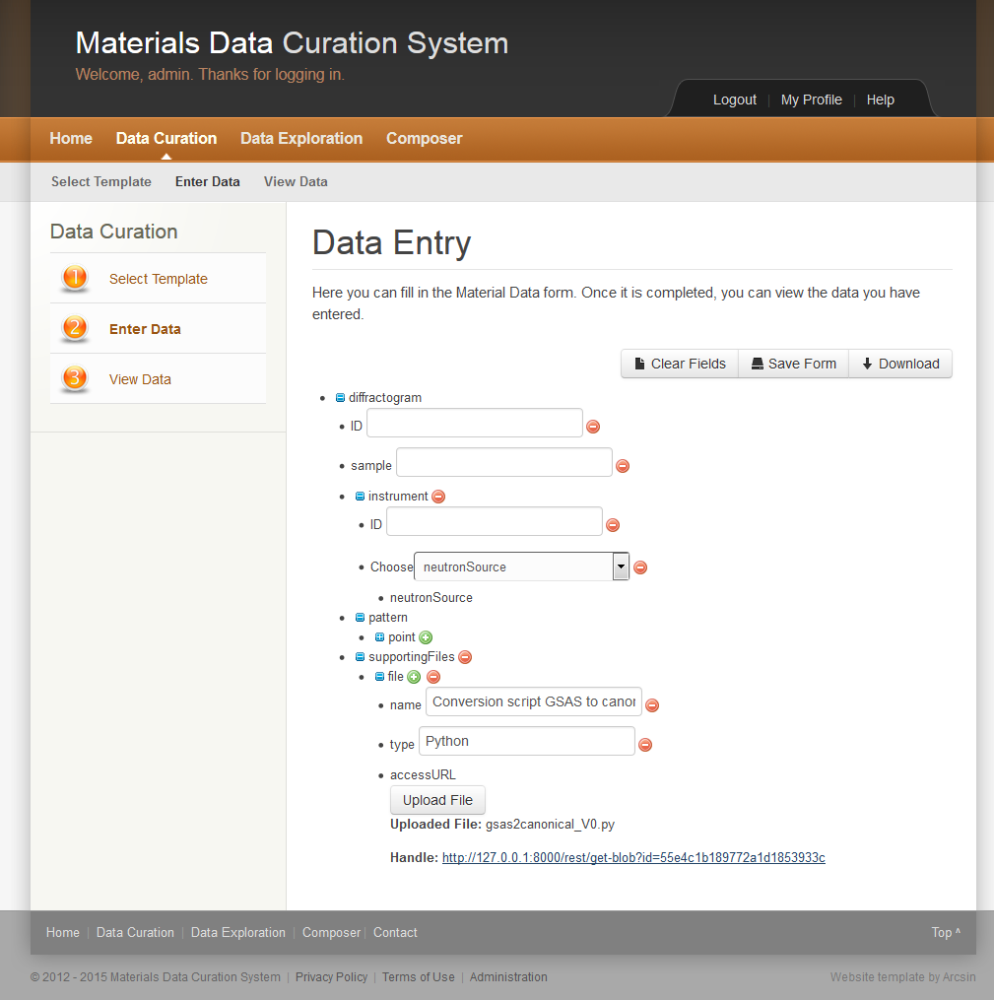 Materials Data Curation System
Welcome, admin. Thanks for logging in.
Logout | My Profile | Help
Home Data Curation Data Exploration Composer
Select Template Enter Data View Data
Data Curation
1 Select Template
2 Enter Data
3 View Data
Data Entry
Here you can fill in the Material Data form. Once it is completed, you can view the data you have
entered.
Clear Fields Save Form Download
diffractogram
ID
sample
instrument
ID
Choose neutronSource
neutronSource
pattern
point
supportingFiles
file
name Conversion script GSAS to canon
type Python
accessURL
Upload File
Uploaded File: gsas2canonical_V0.py
Handle: http://127.0.0.1:8000/rest/get-blob?id=55e4c1b189772a1d1853933c
Home | Data Curation | Data Exploration | Composer | Contact
Top ^
© 2012 - 2015 Materials Data Curation System | Privacy Policy | Terms of Use | Administration
Website template by Arcsin